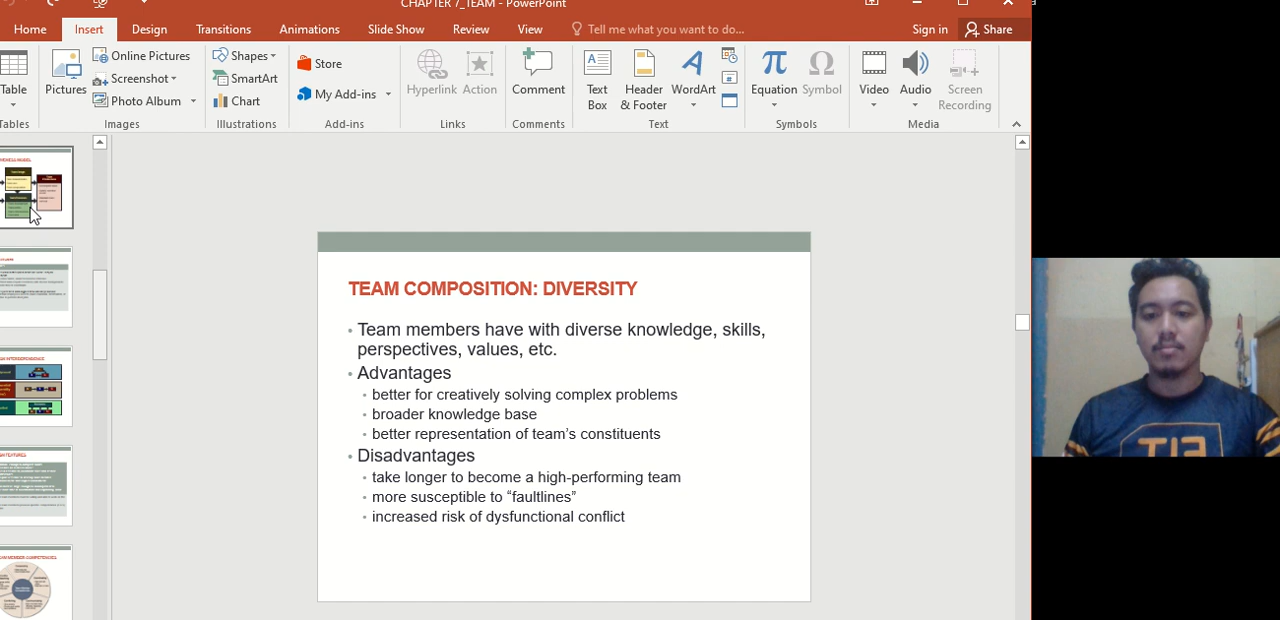 CHAPTER 7_TEAM - PowerPoint
Home Insert Design Transitions Animations Slide Show Review View Tell me what you want to do... Sign in Share
Table Pictures Online Pictures Screenshot Photo Album Shapes SmartArt Chart Store My Add-ins Hyperlink Action Comment Text Box Header & Footer WordArt Equation Symbol Video Audio Screen Recording
Tables Images Illustrations Add-ins Links Comments Text Symbols Media
TEAM COMPOSITION: DIVERSITY
• Team members have with diverse knowledge, skills,
perspectives, values, etc.
• Advantages
• better for creatively solving complex problems
• broader knowledge base
• better representation of team’s constituents
• Disadvantages
• take longer to become a high-performing team
• more susceptible to “faultlines”
• increased risk of dysfunctional conflict